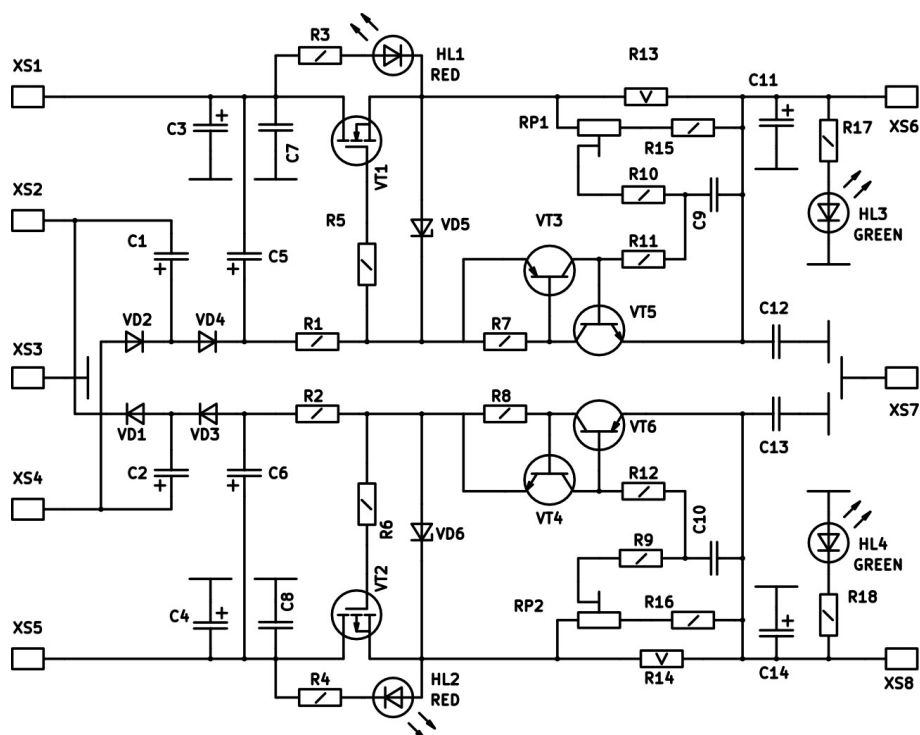 R3
HL1
RED
R13
XS1
C11
XS6
C3
C7
VT1
RP1
R15
R17
XS2
R10
C9
HL3
GREEN
C1
C5
R5
VD5
VT3
R11
VD2
VD4
R1
R7
VT5
C12
XS3
XS7
VD1
VD3
R2
R8
VT6
C13
XS4
C2
C6
R6
VD6
VT4
R12
C10
R9
HL4
GREEN
VT2
XS5
C4
C8
RP2
R16
R18
R4
HL2
RED
R14
C14
XS8